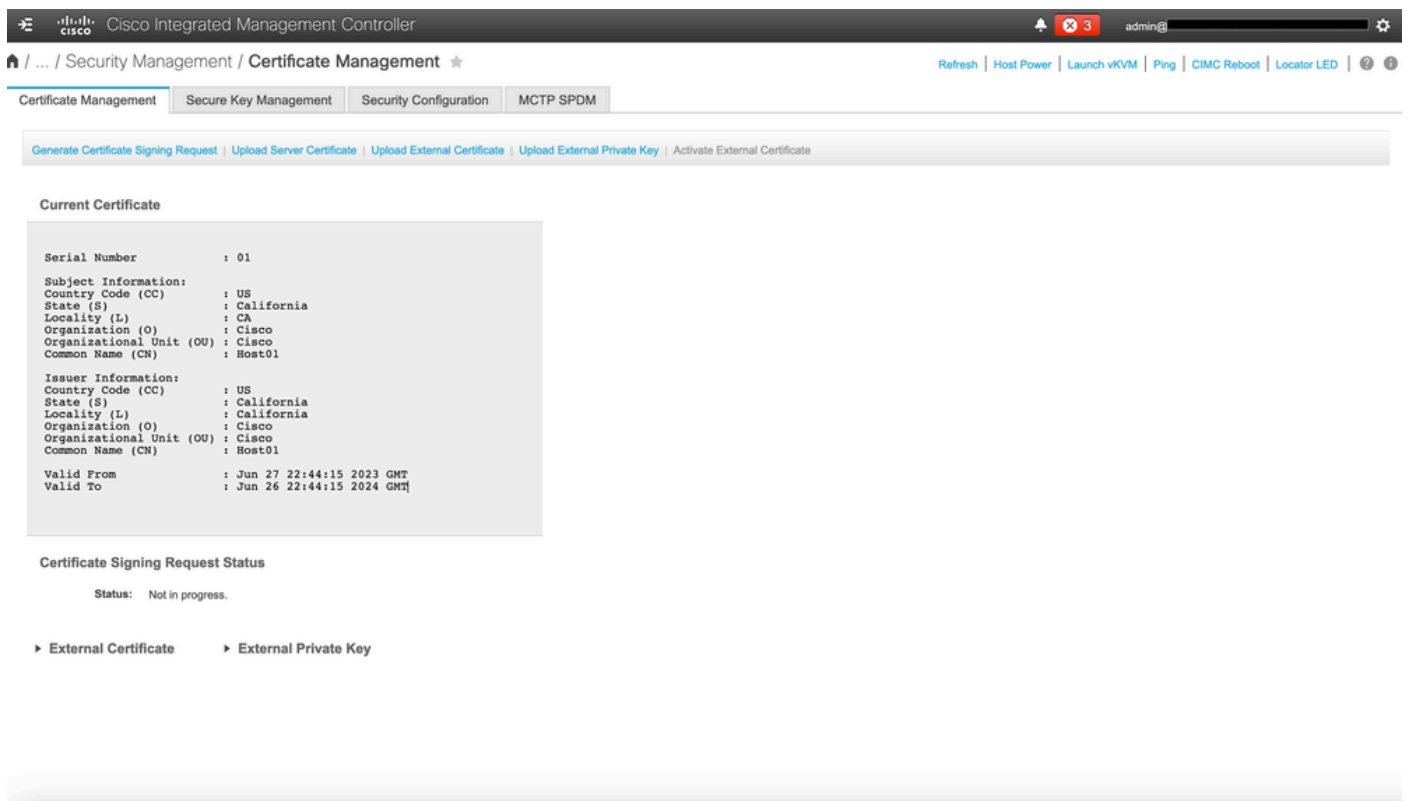 cisco Cisco Integrated Management Controller 3 admin@
/ ... / Security Management / Certificate Management Refresh | Host Power | Launch vKVM | Ping | CIMC Reboot | Locator LED |
Certificate Management Secure Key Management Security Configuration MCTP SPDM
Generate Certificate Signing Request | Upload Server Certificate | Upload External Certificate | Upload External Private Key | Activate External Certificate
Current Certificate
Serial Number : 01
Subject Information:
Country Code (CC) : US
State (S) : California
Locality (L) : CA
Organization (O) : Cisco
Organizational Unit (OU) : Cisco
Common Name (CN) : Host01
Issuer Information:
Country Code (CC) : US
State (S) : California
Locality (L) : California
Organization (O) : Cisco
Organizational Unit (OU) : Cisco
Common Name (CN) : Host01
Valid From : Jun 27 22:44:15 2023 GMT
Valid To : Jun 26 22:44:15 2024 GMT
Certificate Signing Request Status
Status: Not in progress.
External Certificate External Private Key